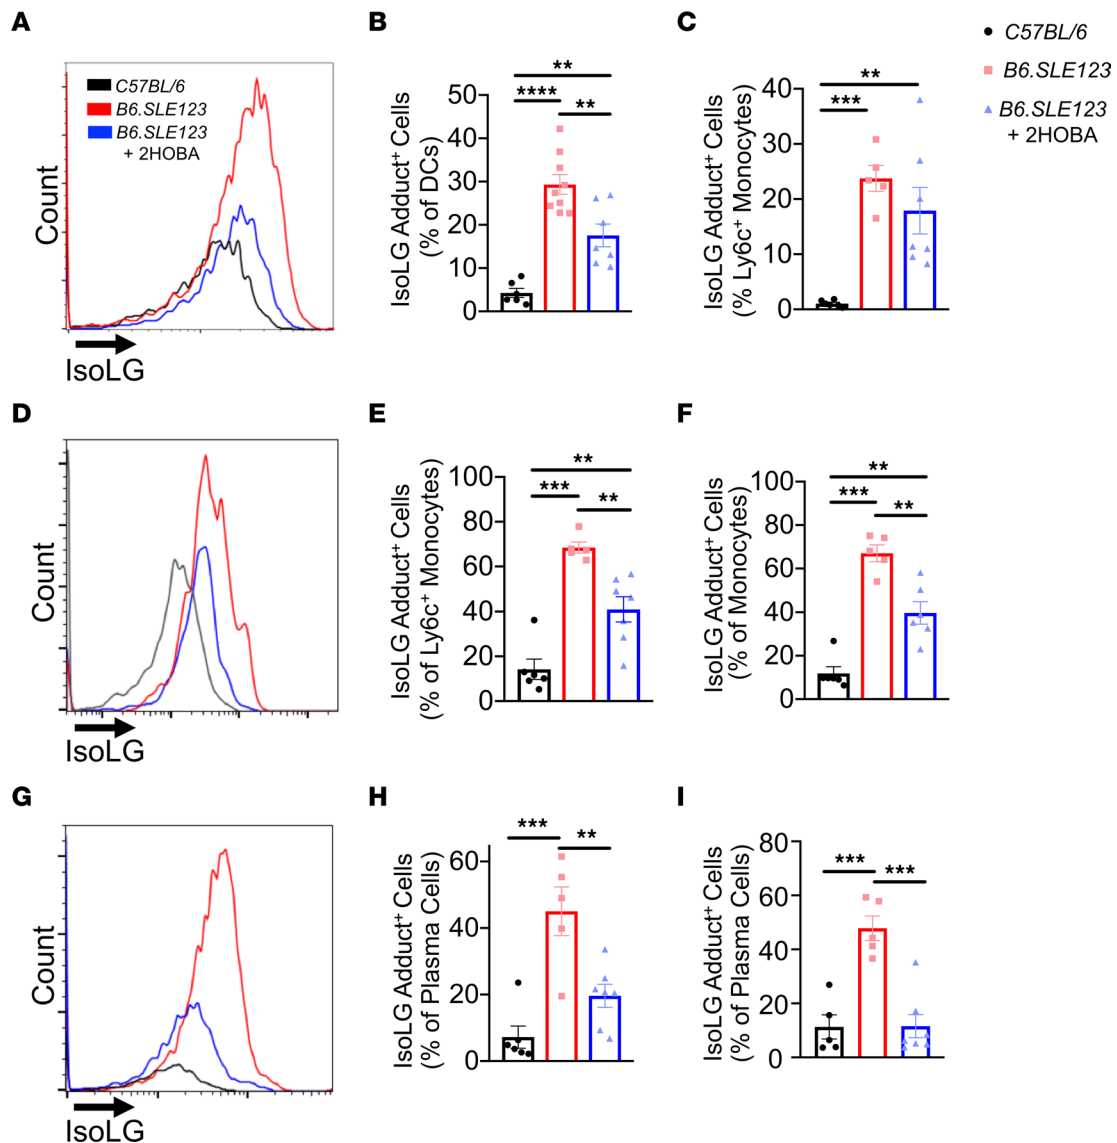 A
C57BL/6
B6.SLE123
B6.SLE123
+ 2HOBA
Count
IsoLG
B
IsoLG Adduct⁺ Cells
(% of DCs)
50
40
30
20
10
0
**
****
**
C
IsoLG Adduct⁺ Cells
(% Ly6c⁺ Monocytes)
40
30
20
10
0
**
***
C57BL/6
B6.SLE123
B6.SLE123
+ 2HOBA
D
Count
IsoLG
E
IsoLG Adduct⁺ Cells
(% of Ly6c⁺ Monocytes)
100
80
60
40
20
0
**
***
**
F
IsoLG Adduct⁺ Cells
(% of Monocytes)
100
80
60
40
20
0
**
***
**
G
Count
IsoLG
H
IsoLG Adduct⁺ Cells
(% of Plasma Cells)
60
40
20
0
***
**
I
IsoLG Adduct⁺ Cells
(% of Plasma Cells)
80
60
40
20
0
***
***